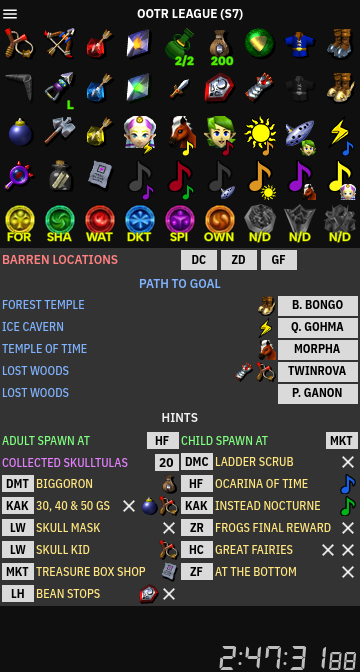 OOTR LEAGUE (S7)
2/2 200
L
FOR SHA WAT DKT SPI OWN N/D N/D N/D
BARREN LOCATIONS DC ZD GF
PATH TO GOAL
FOREST TEMPLE B. BONGO
ICE CAVERN Q. GOHMA
TEMPLE OF TIME MORPHA
LOST WOODS TWINROVA
LOST WOODS P. GANON
HINTS
ADULT SPAWN AT HF CHILD SPAWN AT MKT
COLLECTED SKULLTULAS 20 DMC LADDER SCRUB
DMT BIGGORON HF OCARINA OF TIME
KAK 30, 40 & 50 GS KAK INSTEAD NOCTURNE
LW SKULL MASK ZR FROGS FINAL REWARD
LW SKULL KID HC GREAT FAIRIES
MKT TREASURE BOX SHOP ZF AT THE BOTTOM
LH BEAN STOPS
2:47:31 88